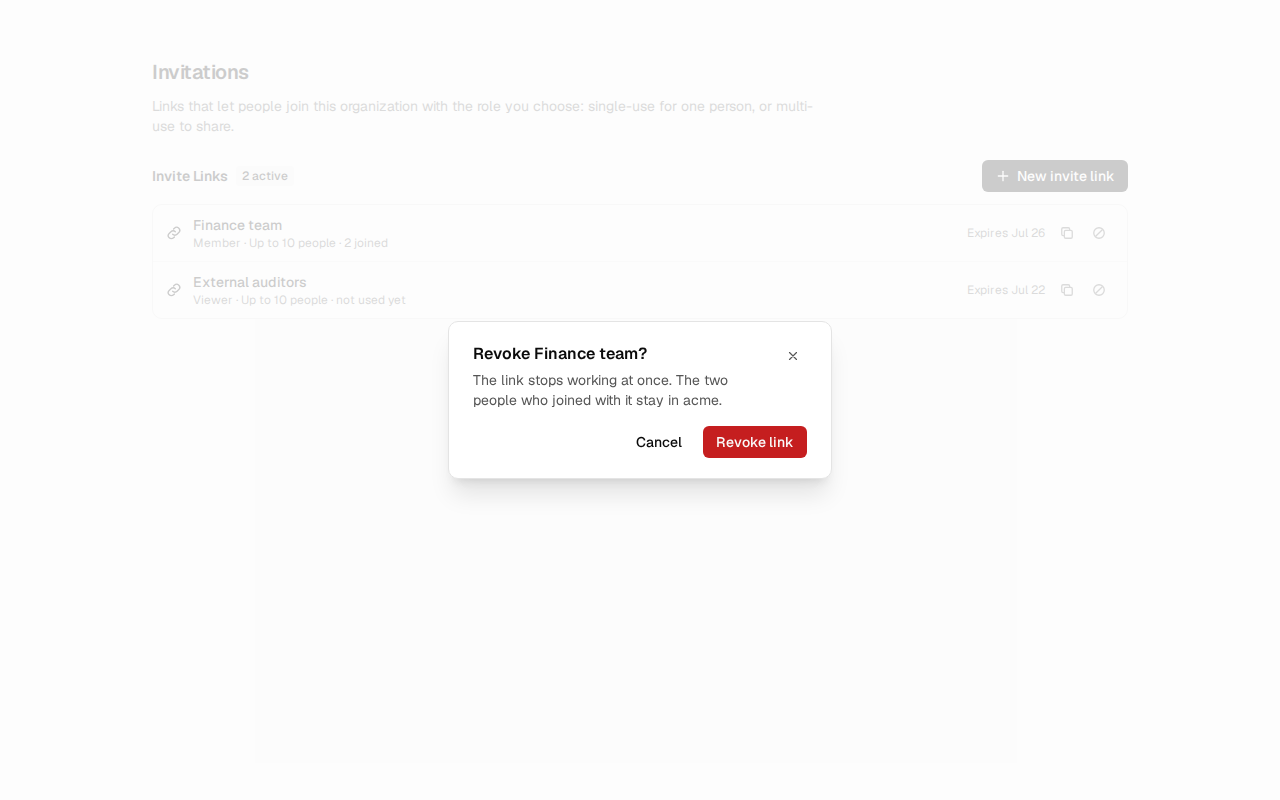 Invitations
Links that let people join this organization with the role you choose: single-use for one person, or multi-
use to share.
Invite Links 2 active
New invite link
Finance team
Member · Up to 10 people · 2 joined
Expires Jul 26
External auditors
Viewer · Up to 10 people · not used yet
Expires Jul 22
Revoke Finance team?
The link stops working at once. The two
people who joined with it stay in acme.
Cancel
Revoke link